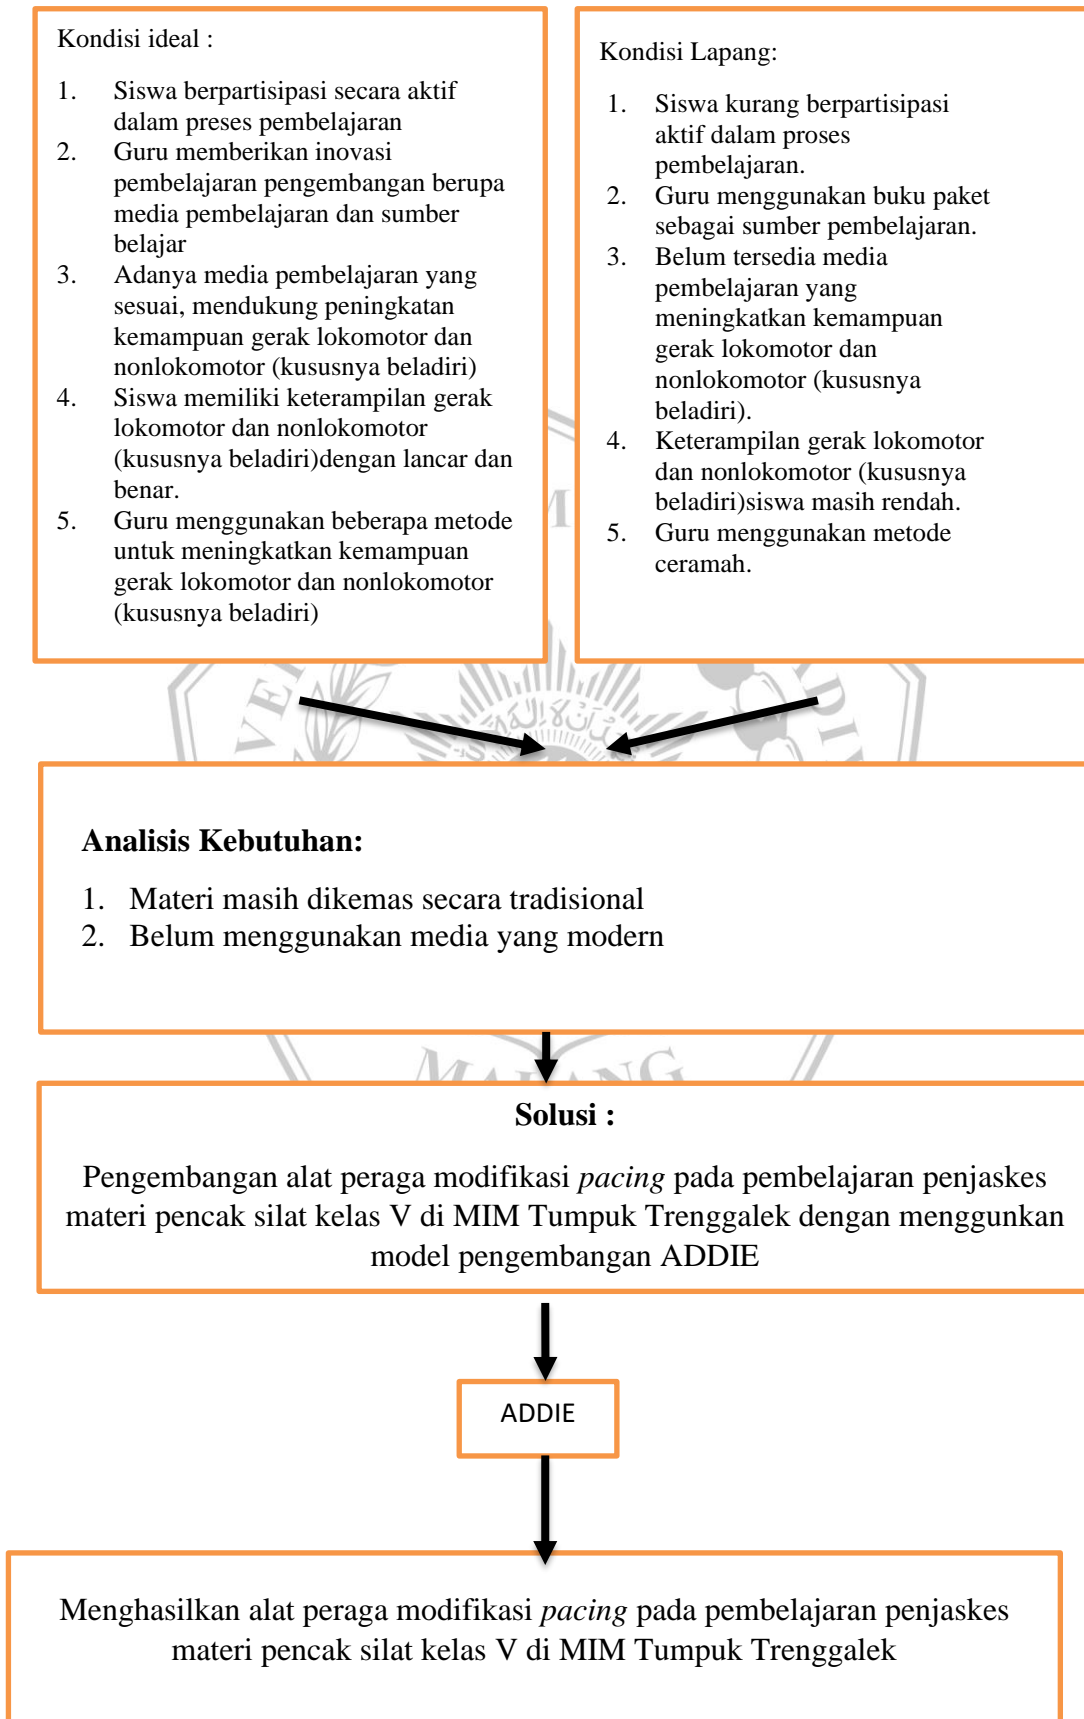 Kondisi ideal :
1. Siswa berpartisipasi secara aktif
dalam preses pembelajaran
2. Guru memberikan inovasi
pembelajaran pengembangan berupa
media pembelajaran dan sumber
belajar
3. Adanya media pembelajaran yang
sesuai, mendukung peningkatan
kemampuan gerak lokomotor dan
nonlokomotor (kususnya beladiri)
4. Siswa memiliki keterampilan gerak
lokomotor dan nonlokomotor
(kususnya beladiri)dengan lancar dan
benar.
5. Guru menggunakan beberapa metode
untuk meningkatkan kemampuan
gerak lokomotor dan nonlokomotor
(kususnya beladiri)
Kondisi Lapang:
1. Siswa kurang berpartisipasi
aktif dalam proses
pembelajaran.
2. Guru menggunakan buku paket
sebagai sumber pembelajaran.
3. Belum tersedia media
pembelajaran yang
meningkatkan kemampuan
gerak lokomotor dan
nonlokomotor (kususnya
beladiri).
4. Keterampilan gerak lokomotor
dan nonlokomotor (kususnya
beladiri)siswa masih rendah.
5. Guru menggunakan metode
ceramah.
Analisis Kebutuhan:
1. Materi masih dikemas secara tradisional
2. Belum menggunakan media yang modern
MALANG
Solusi :
Pengembangan alat peraga modifikasi pacing pada pembelajaran penjaskes
materi pencak silat kelas V di MIM Tumpuk Trenggalek dengan menggunkan
model pengembangan ADDIE
ADDIE
Menghasilkan alat peraga modifikasi pacing pada pembelajaran penjaskes
materi pencak silat kelas V di MIM Tumpuk Trenggalek